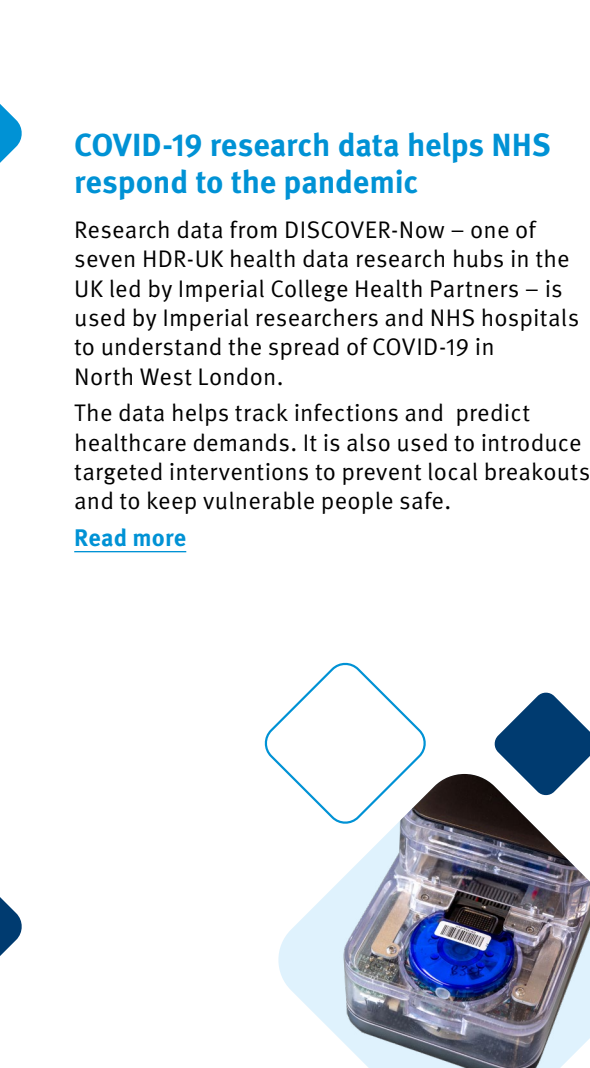 COVID-19 research data helps NHS
respond to the pandemic
Research data from DISCOVER-Now – one of
seven HDR-UK health data research hubs in the
UK led by Imperial College Health Partners – is
used by Imperial researchers and NHS hospitals
to understand the spread of COVID-19 in
North West London.
The data helps track infections and  predict
healthcare demands. It is also used to introduce
targeted interventions to prevent local breakouts
and to keep vulnerable people safe.
Read more